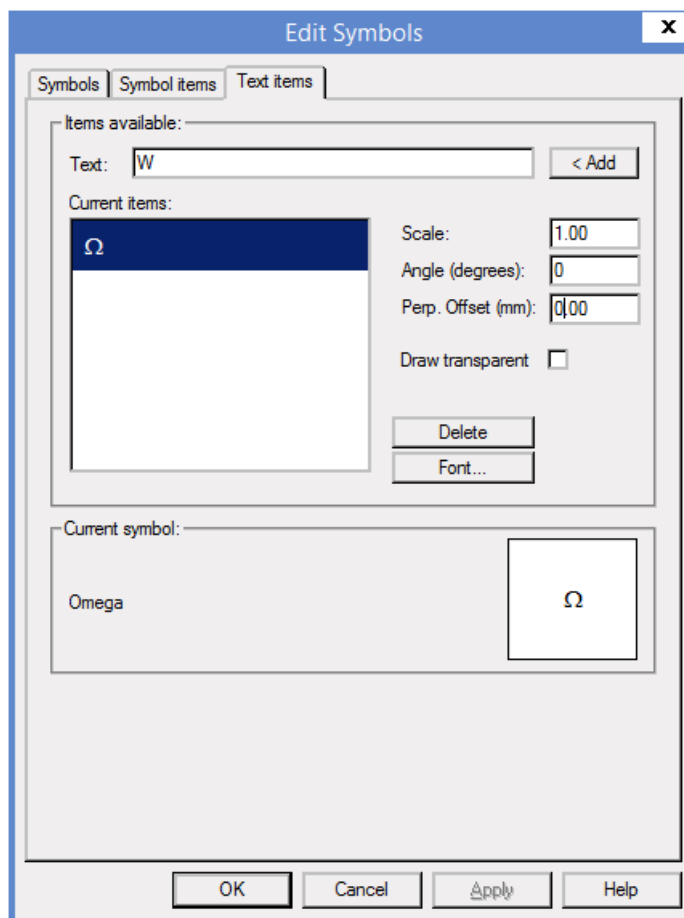 Edit Symbols
x
Symbols Symbol items Text items
Items available:
Text: W < Add
Current items:
Ω
Scale: 1.00
Angle (degrees): 0
Perp. Offset (mm): 0.00
Draw transparent
Delete
Font...
Current symbol:
Omega
Ω
OK Cancel Apply Help